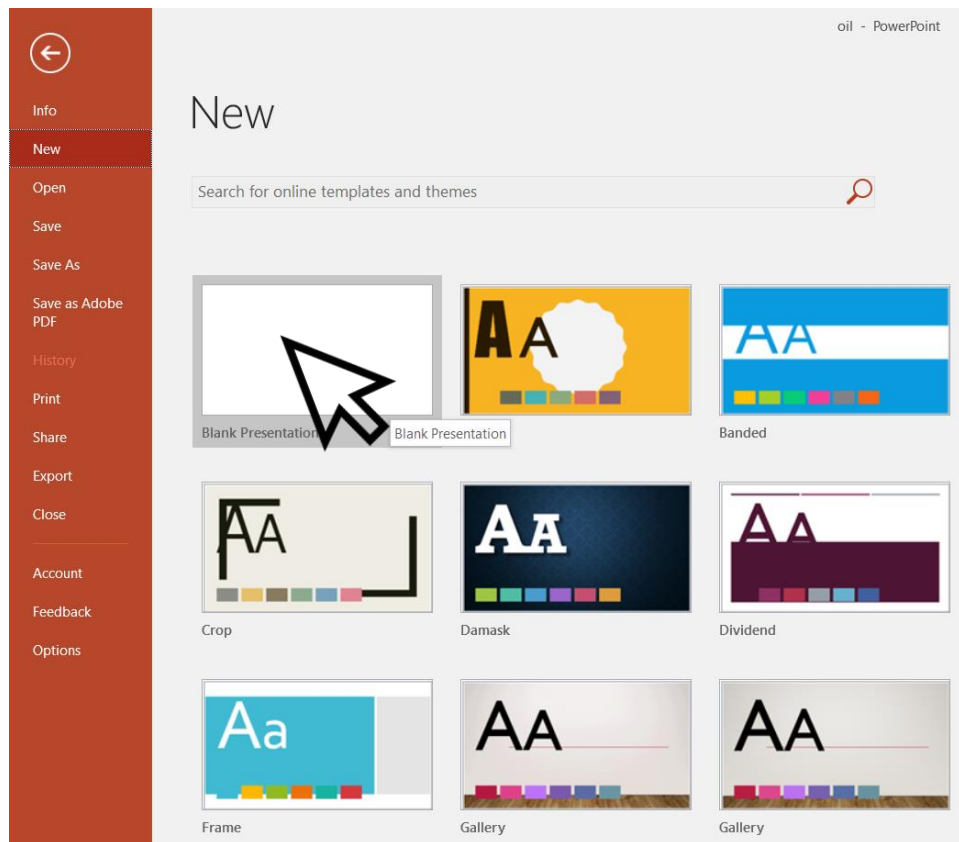 oil - PowerPoint
Info
New
Open
Save
Save As
Save as Adobe
PDF
History
Print
Share
Export
Close
Account
Feedback
Options
New
Search for online templates and themes
Blank Presentation
Blank Presentation
A A
AA
Banded
AA
Crop
AA
Damask
AA
Dividend
Aa
Frame
AA
Gallery
AA
Gallery